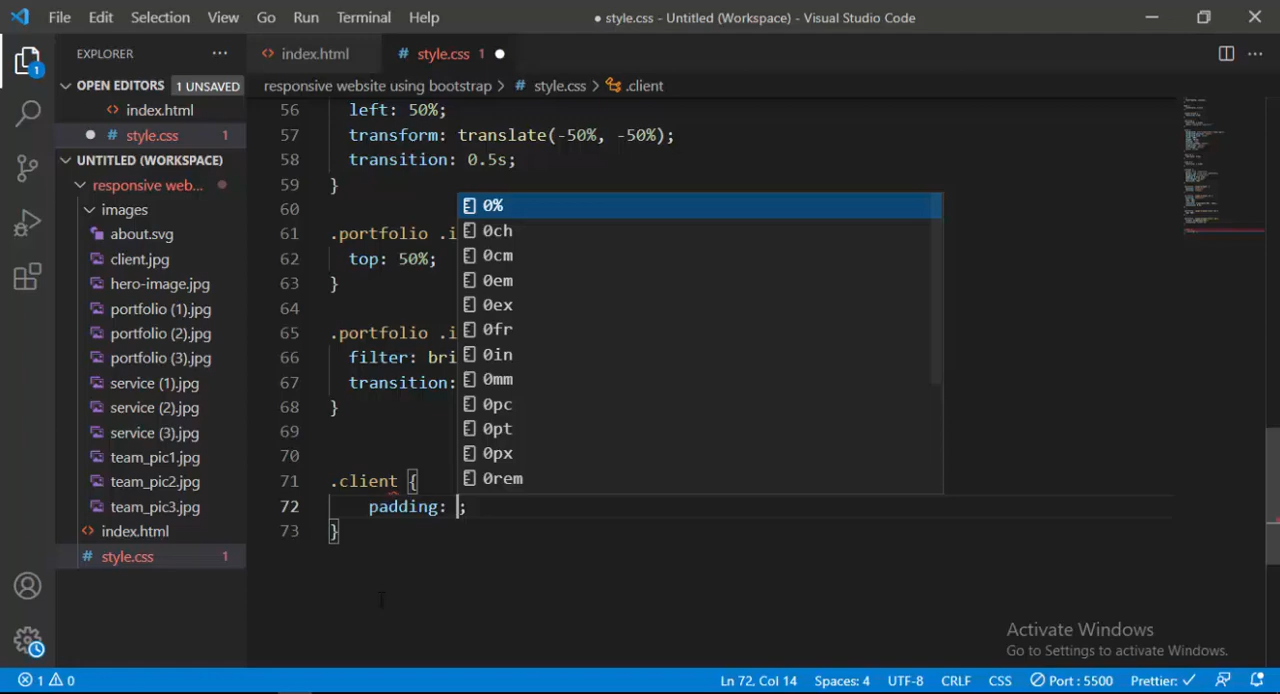 File Edit Selection View Go Run Terminal Help
● style.css - Untitled (Workspace) - Visual Studio Code
EXPLORER
index.html
# style.css 1
OPEN EDITORS 1 UNSAVED
index.html
# style.css 1
UNTITLED (WORKSPACE)
responsive web...
images
about.svg
client.jpg
hero-image.jpg
portfolio (1).jpg
portfolio (2).jpg
portfolio (3).jpg
service (1).jpg
service (2).jpg
service (3).jpg
team_pic1.jpg
team_pic2.jpg
team_pic3.jpg
index.html
# style.css 1
1
responsive website using bootstrap > # style.css > .client
56 left: 50%;
57 transform: translate(-50%, -50%);
58 transition: 0.5s;
59 }
60
61 .portfolio .i
62 top: 50%;
63 }
64
65 .portfolio .i
66 filter: bri
67 transition:
68 }
69
70
71 .client {
72 padding: ;
73 }
0%
0ch
0cm
0em
0ex
0fr
0in
0mm
0pc
0pt
0px
0rem
Activate Windows
Go to Settings to activate Windows.
1 0
Ln 72, Col 14 Spaces: 4 UTF-8 CRLF CSS Port : 5500 Prettier: ✓